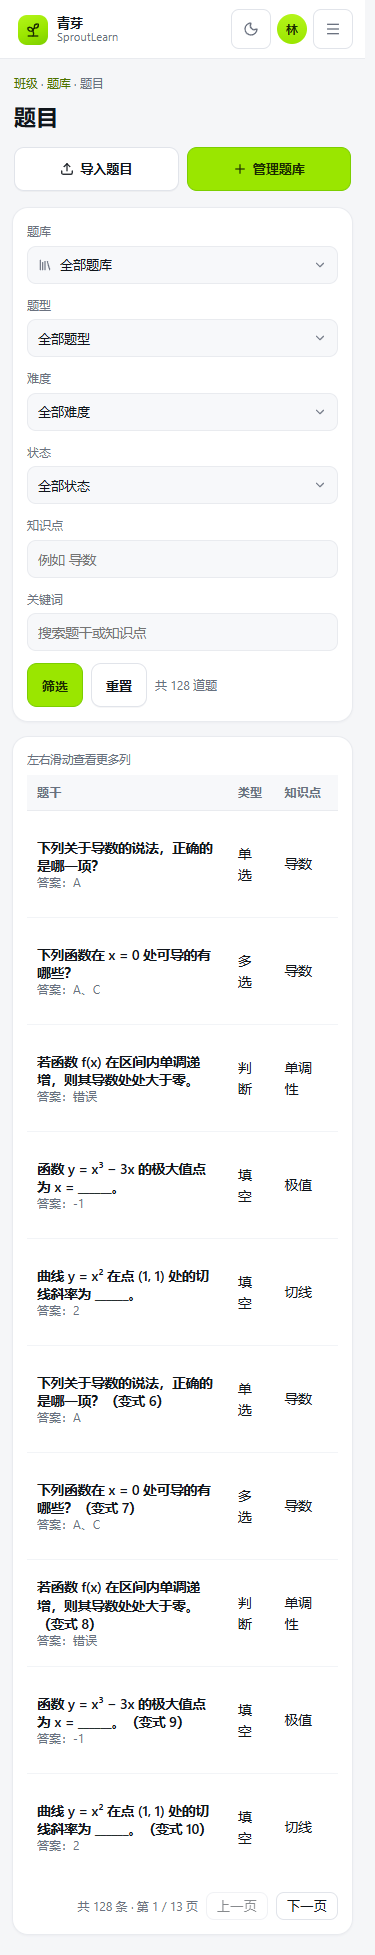 青芽
SproutLearn
林
班级 · 题库 · 题目
题目
导入题目
管理题库
题库
全部题库
题型
全部题型
难度
全部难度
状态
全部状态
知识点
例如 导数
关键词
搜索题干或知识点
筛选 重置 共 128 道题
左右滑动查看更多列
题干 类型 知识点
下列关于导数的说法，正确的
是哪一项？
答案：A
单
选
导数
下列函数在 x = 0 处可导的有
哪些？
答案：A、C
多
选
导数
若函数 f(x) 在区间内单调递
增，则其导数处处大于零。
答案：错误
判
断
单调
性
函数 y = x³ − 3x 的极大值点
为 x = ______。
答案：-1
填
空
极值
曲线 y = x² 在点 (1, 1) 处的切
线斜率为 ______。
答案：2
填
空
切线
下列关于导数的说法，正确的
是哪一项？（变式 6）
答案：A
单
选
导数
下列函数在 x = 0 处可导的有
哪些？（变式 7）
答案：A、C
多
选
导数
若函数 f(x) 在区间内单调递
增，则其导数处处大于零。
（变式 8）
答案：错误
判
断
单调
性
函数 y = x³ − 3x 的极大值点
为 x = ______。（变式 9）
答案：-1
填
空
极值
曲线 y = x² 在点 (1, 1) 处的切
线斜率为 ______。（变式 10）
答案：2
填
空
切线
共 128 条 · 第 1 / 13 页 上一页 下一页